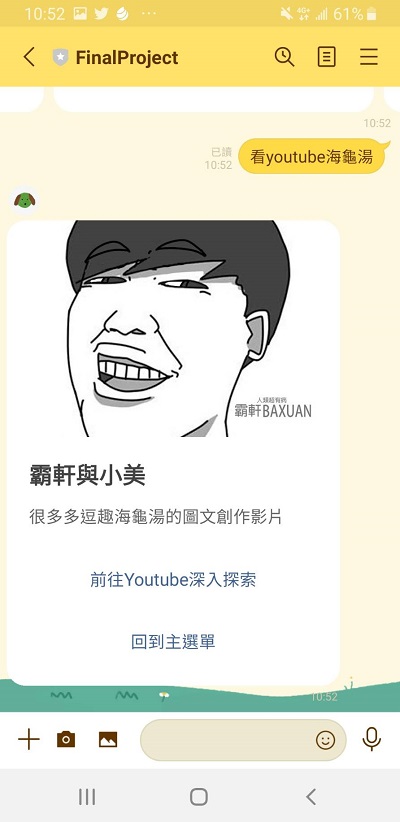 10:52
4G+
61%
FinalProject
10:52
已讀
10:52
看youtube海龜湯
人類超有病
霸軒BAXUAN
霸軒與小美
很多多逗趣海龜湯的圖文創作影片
前往Youtube深入探索
回到主選單
10:52